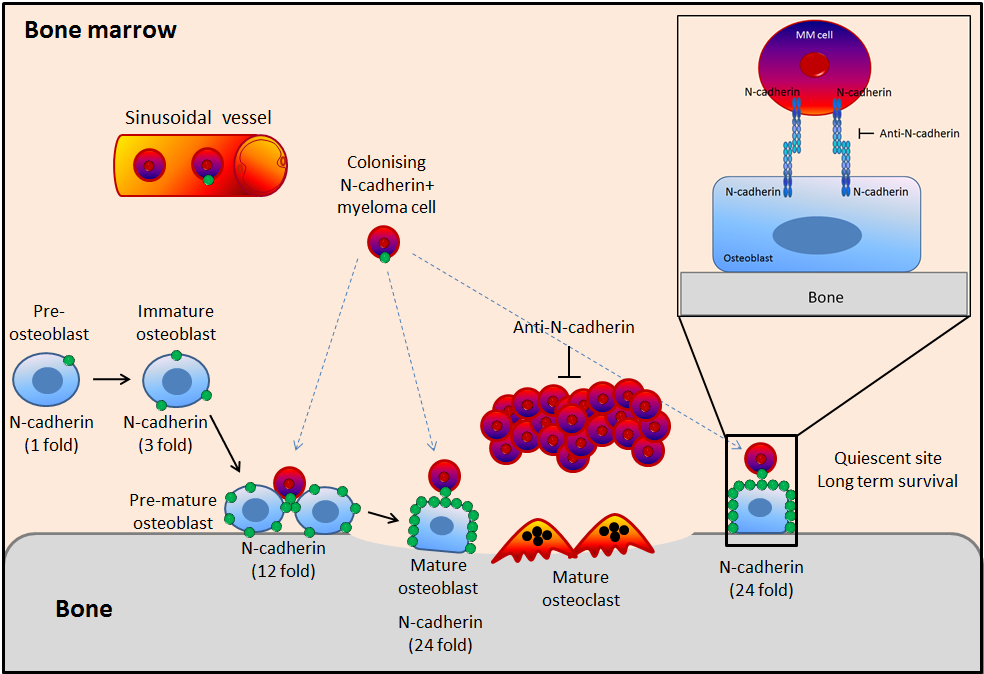 Bone marrow
Sinusoidal vessel
Colonising
N-cadherin+
myeloma cell
MM cell
N-cadherin
N-cadherin
Anti-N-cadherin
N-cadherin
N-cadherin
Osteoblast
Bone
Pre-
osteoblast
N-cadherin
(1 fold)
Immature
osteoblast
N-cadherin
(3 fold)
Anti-N-cadherin
Pre-mature
osteoblast
N-cadherin
(12 fold)
Mature
osteoblast
N-cadherin
(24 fold)
Mature
osteoclast
Quiescent site
Long term survival
N-cadherin
(24 fold)
Bone